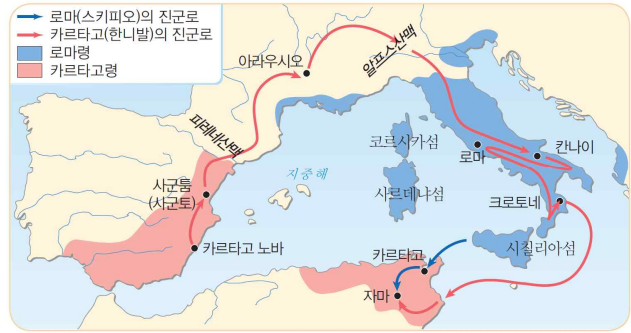 로마(스키피오)의 진군로
카르타고(한니발)의 진군로
로마령
카르타고령
아라우시오
알프스산맥
피레네산맥
코르시카섬
로마
칸나이
지중해
사군툼
(사군토)
사르데냐섬
크로토네
카르타고 노바
시칠리아섬
카르타고
자마